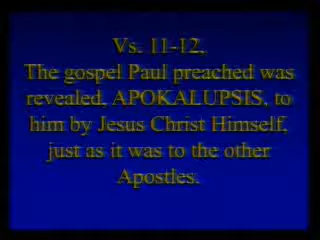 Vs. 11-12.
The gospel Paul preached was
revealed, APOKALUPSIS, to
him by Jesus Christ Himself,
just as it was to the other
Apostles.